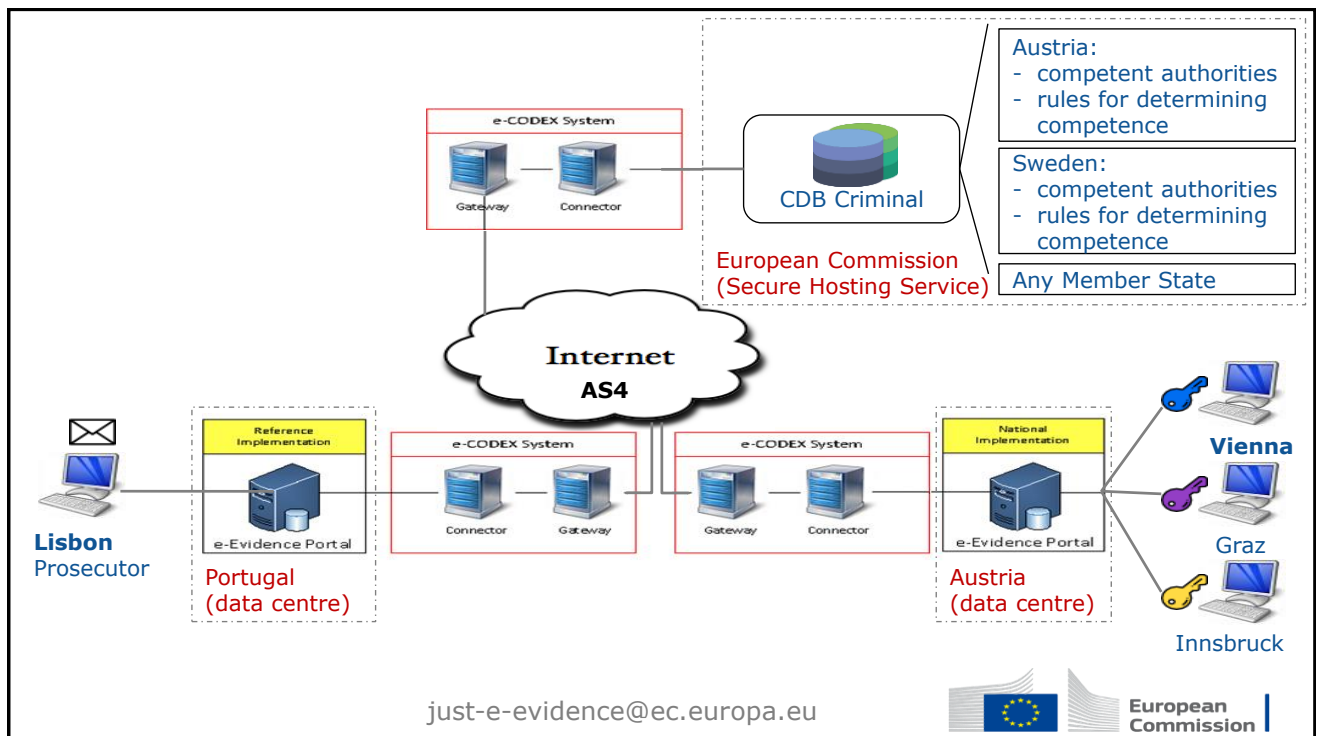 Austria:
- competent authorities
- rules for determining
competence
Sweden:
- competent authorities
- rules for determining
competence
Any Member State
e-CODEX System
Gateway
Connector
CDB Criminal
European Commission
(Secure Hosting Service)
Internet
AS4
Lisbon
Prosecutor
Reference
Implementation
e-Evidence Portal
Portugal
(data centre)
e-CODEX System
Connector
Gateway
e-CODEX System
Gateway
Connector
National
Implementation
e-Evidence Portal
Austria
(data centre)
Vienna
Graz
Innsbruck
just-e-evidence@ec.europa.eu
European
Commission